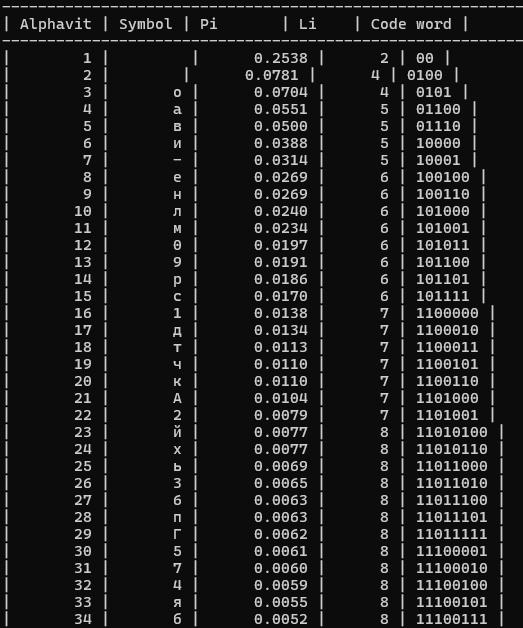 | Alphavit | Symbol | Pi | Li | Code word |
| 1 | | 0.2538 | 2 | 00 |
| 2 | | 0.0781 | 4 | 0100 |
| 3 | о | 0.0704 | 4 | 0101 |
| 4 | а | 0.0551 | 5 | 01100 |
| 5 | в | 0.0500 | 5 | 01110 |
| 6 | и | 0.0388 | 5 | 10000 |
| 7 | - | 0.0314 | 5 | 10001 |
| 8 | е | 0.0269 | 6 | 100100 |
| 9 | н | 0.0269 | 6 | 100110 |
| 10 | л | 0.0240 | 6 | 101000 |
| 11 | м | 0.0234 | 6 | 101001 |
| 12 | 0 | 0.0197 | 6 | 101011 |
| 13 | 9 | 0.0191 | 6 | 101100 |
| 14 | р | 0.0186 | 6 | 101101 |
| 15 | с | 0.0170 | 6 | 101111 |
| 16 | 1 | 0.0138 | 7 | 1100000 |
| 17 | д | 0.0134 | 7 | 1100010 |
| 18 | т | 0.0113 | 7 | 1100011 |
| 19 | ч | 0.0110 | 7 | 1100101 |
| 20 | к | 0.0110 | 7 | 1100110 |
| 21 | А | 0.0104 | 7 | 1101000 |
| 22 | 2 | 0.0079 | 7 | 1101001 |
| 23 | й | 0.0077 | 8 | 11010100 |
| 24 | х | 0.0077 | 8 | 11010110 |
| 25 | ь | 0.0069 | 8 | 11011000 |
| 26 | 3 | 0.0065 | 8 | 11011010 |
| 27 | 6 | 0.0063 | 8 | 11011100 |
| 28 | п | 0.0063 | 8 | 11011101 |
| 29 | Г | 0.0062 | 8 | 11011111 |
| 30 | 5 | 0.0061 | 8 | 11100001 |
| 31 | 7 | 0.0060 | 8 | 11100010 |
| 32 | 4 | 0.0059 | 8 | 11100100 |
| 33 | я | 0.0055 | 8 | 11100101 |
| 34 | б | 0.0052 | 8 | 11100111 |